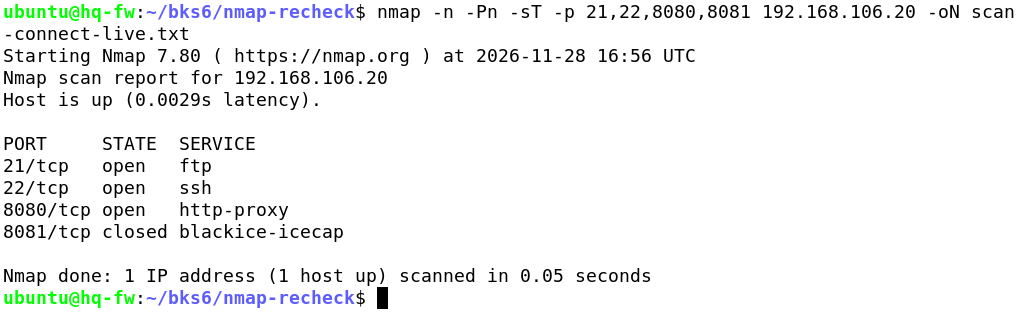 ubuntu@hq-fw:~/bks6/nmap-recheck$ nmap -n -Pn -sT -p 21,22,8080,8081 192.168.106.20 -oN scan
-connect-live.txt
Starting Nmap 7.80 ( https://nmap.org ) at 2026-11-28 16:56 UTC
Nmap scan report for 192.168.106.20
Host is up (0.0029s latency).

PORT     STATE  SERVICE
21/tcp   open   ftp
22/tcp   open   ssh
8080/tcp open   http-proxy
8081/tcp closed blackice-icecap

Nmap done: 1 IP address (1 host up) scanned in 0.05 seconds
ubuntu@hq-fw:~/bks6/nmap-recheck$